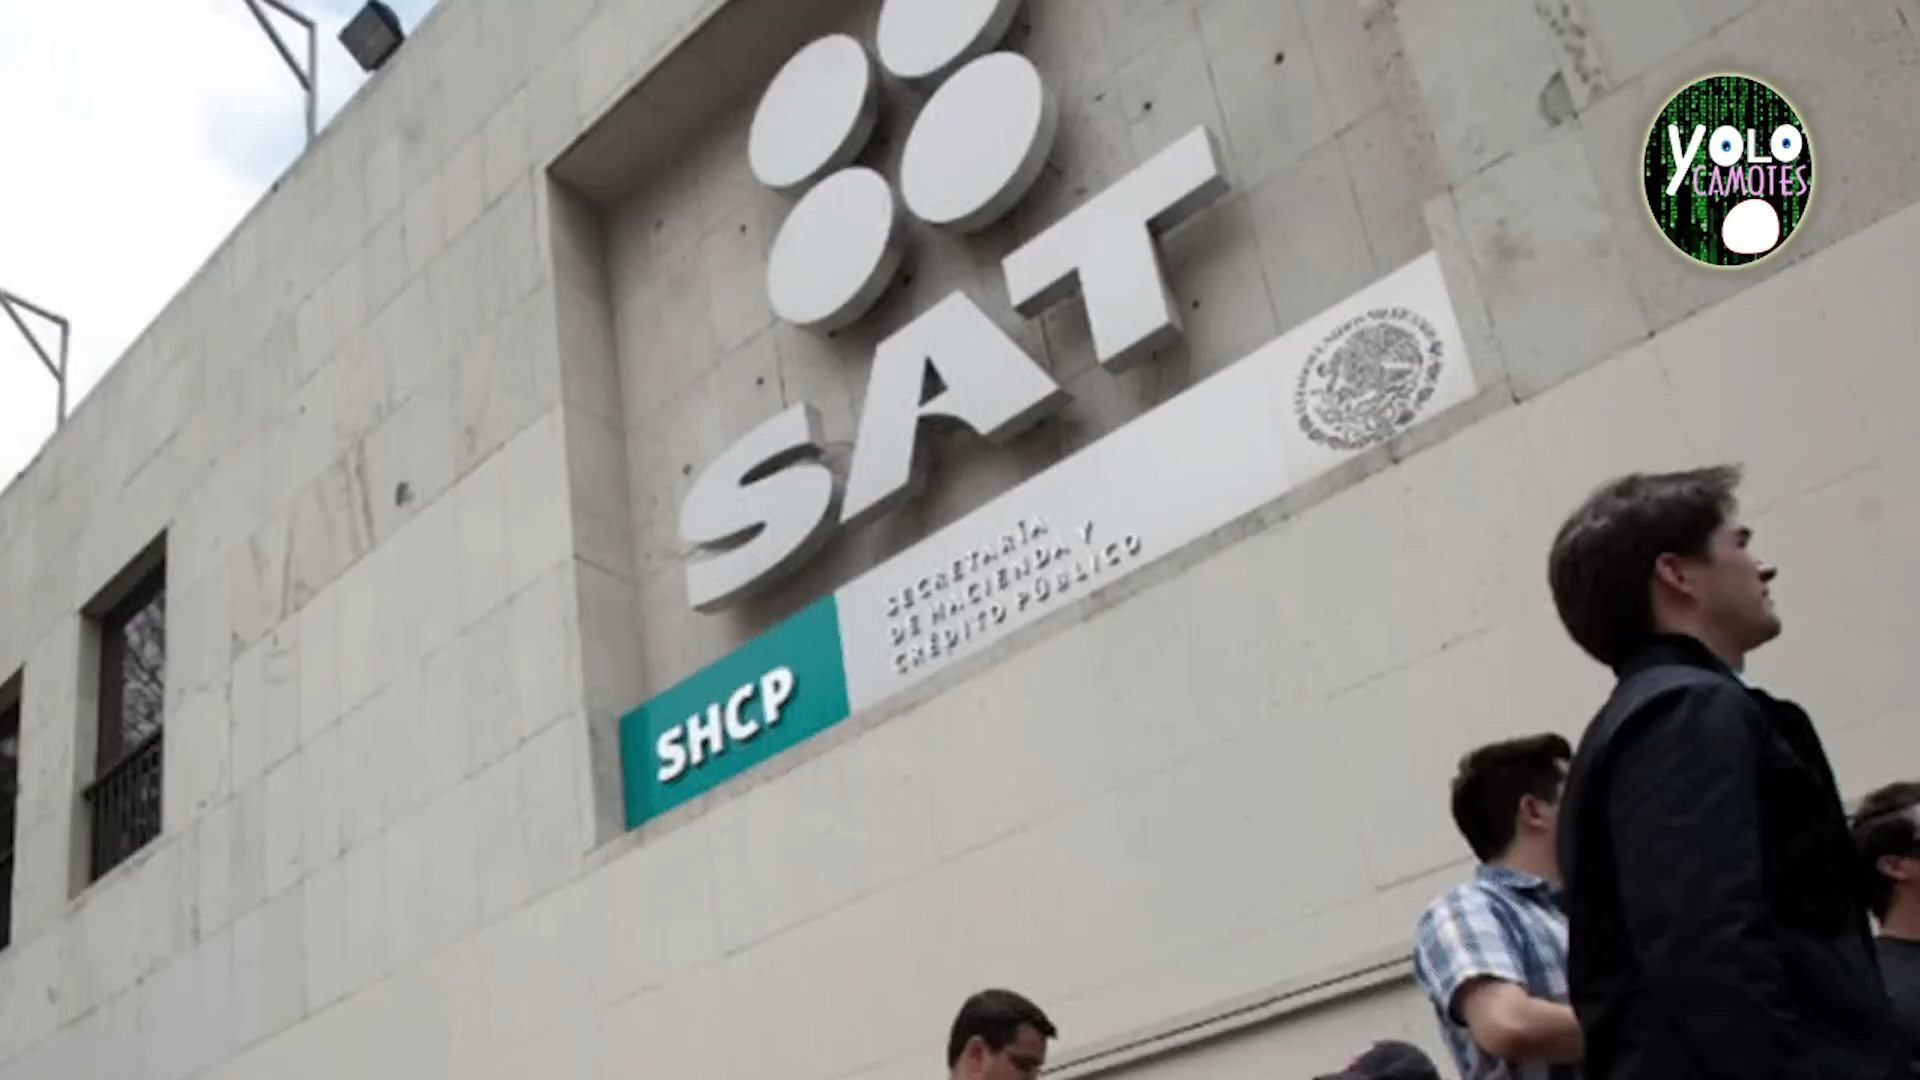 SAT
SHCP
SECRETARÍA
DE HACIENDA Y
CRÉDITO PÚBLICO
YOLO
CAMOTES